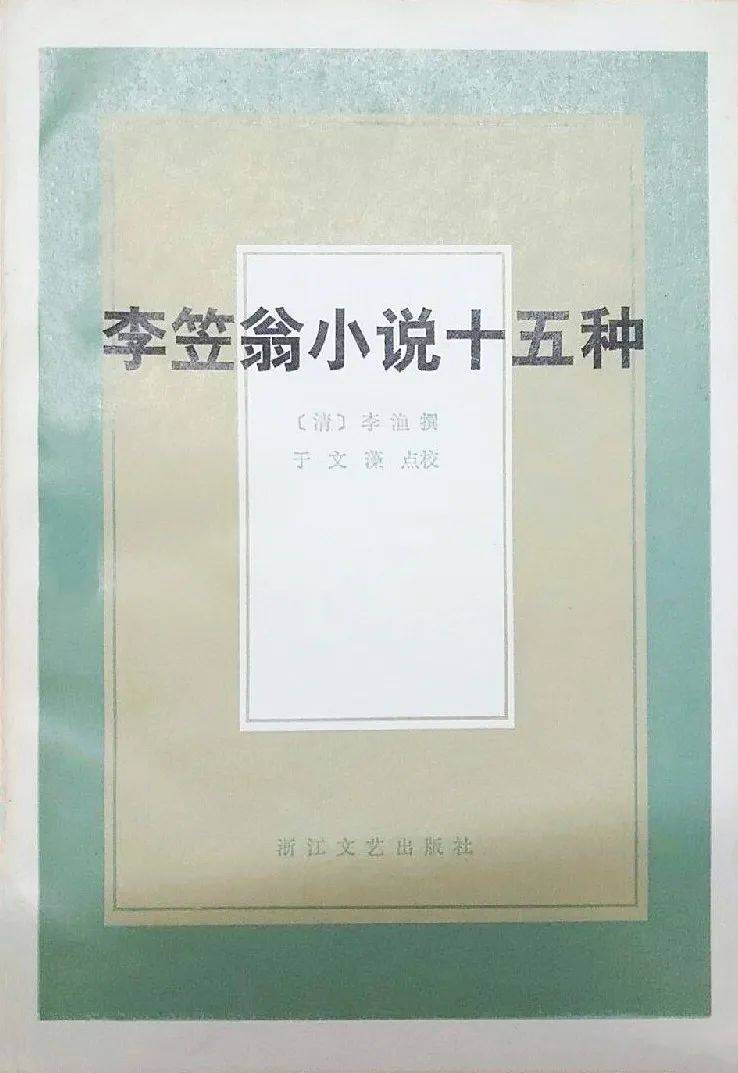 李笠翁小说十五种
〔清〕李渔撰
于文藻 点校
浙江文艺出版社